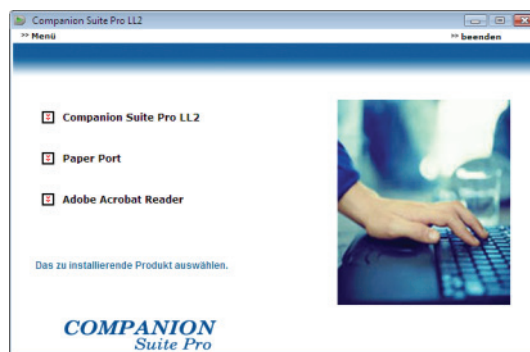 Companion Suite Pro LL2
>> Menü
>> beenden
Companion Suite Pro LL2
Paper Port
Adobe Acrobat Reader
Das zu installierende Produkt auswählen.
COMPANION
Suite Pro